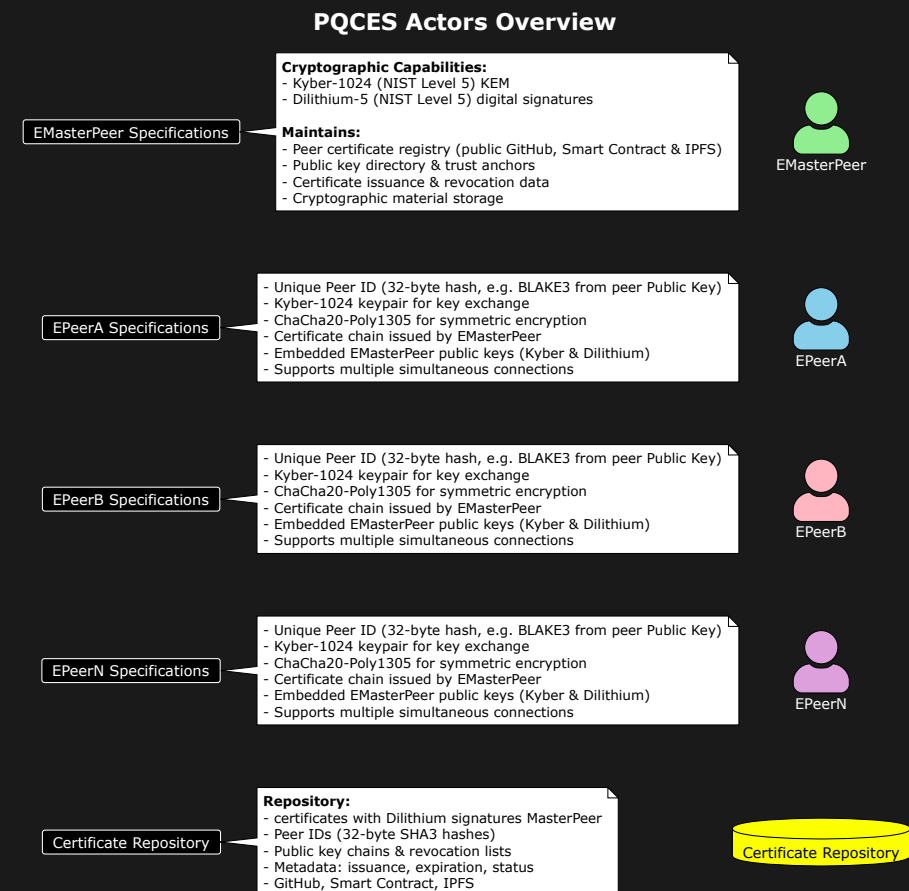 PQCES Actors Overview
EMasterPeer Specifications
Cryptographic Capabilities:
- Kyber-1024 (NIST Level 5) KEM
- Dilithium-5 (NIST Level 5) digital signatures
Maintains:
- Peer certificate registry (public GitHub, Smart Contract & IPFS)
- Public key directory & trust anchors
- Certificate issuance & revocation data
- Cryptographic material storage
EMasterPeer
EPeerA Specifications
- Unique Peer ID (32-byte hash, e.g. BLAKE3 from peer Public Key)
- Kyber-1024 keypair for key exchange
- ChaCha20-Poly1305 for symmetric encryption
- Certificate chain issued by EMasterPeer
- Embedded EMasterPeer public keys (Kyber & Dilithium)
- Supports multiple simultaneous connections
EPeerA
EPeerB Specifications
- Unique Peer ID (32-byte hash, e.g. BLAKE3 from peer Public Key)
- Kyber-1024 keypair for key exchange
- ChaCha20-Poly1305 for symmetric encryption
- Certificate chain issued by EMasterPeer
- Embedded EMasterPeer public keys (Kyber & Dilithium)
- Supports multiple simultaneous connections
EPeerB
EPeerN Specifications
- Unique Peer ID (32-byte hash, e.g. BLAKE3 from peer Public Key)
- Kyber-1024 keypair for key exchange
- ChaCha20-Poly1305 for symmetric encryption
- Certificate chain issued by EMasterPeer
- Embedded EMasterPeer public keys (Kyber & Dilithium)
- Supports multiple simultaneous connections
EPeerN
Certificate Repository
Repository:
- certificates with Dilithium signatures MasterPeer
- Peer IDs (32-byte SHA3 hashes)
- Public key chains & revocation lists
- Metadata: issuance, expiration, status
- GitHub, Smart Contract, IPFS
Certificate Repository